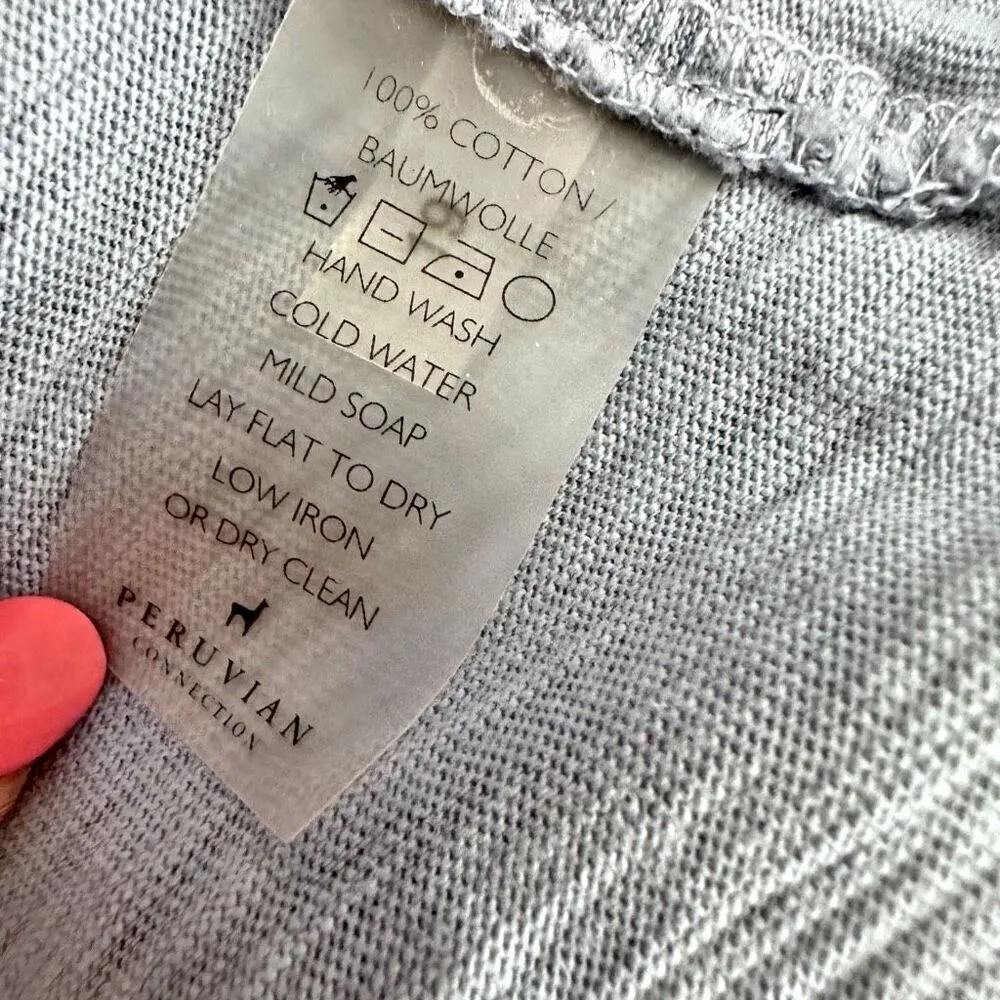 100% COTTON/
BAUMWOLLE
HAND WASH
COLD WATER
MILD SOAP
LAY FLAT TO DRY
LOW IRON
OR DRY CLEAN
PERUVIAN
CONNECTION